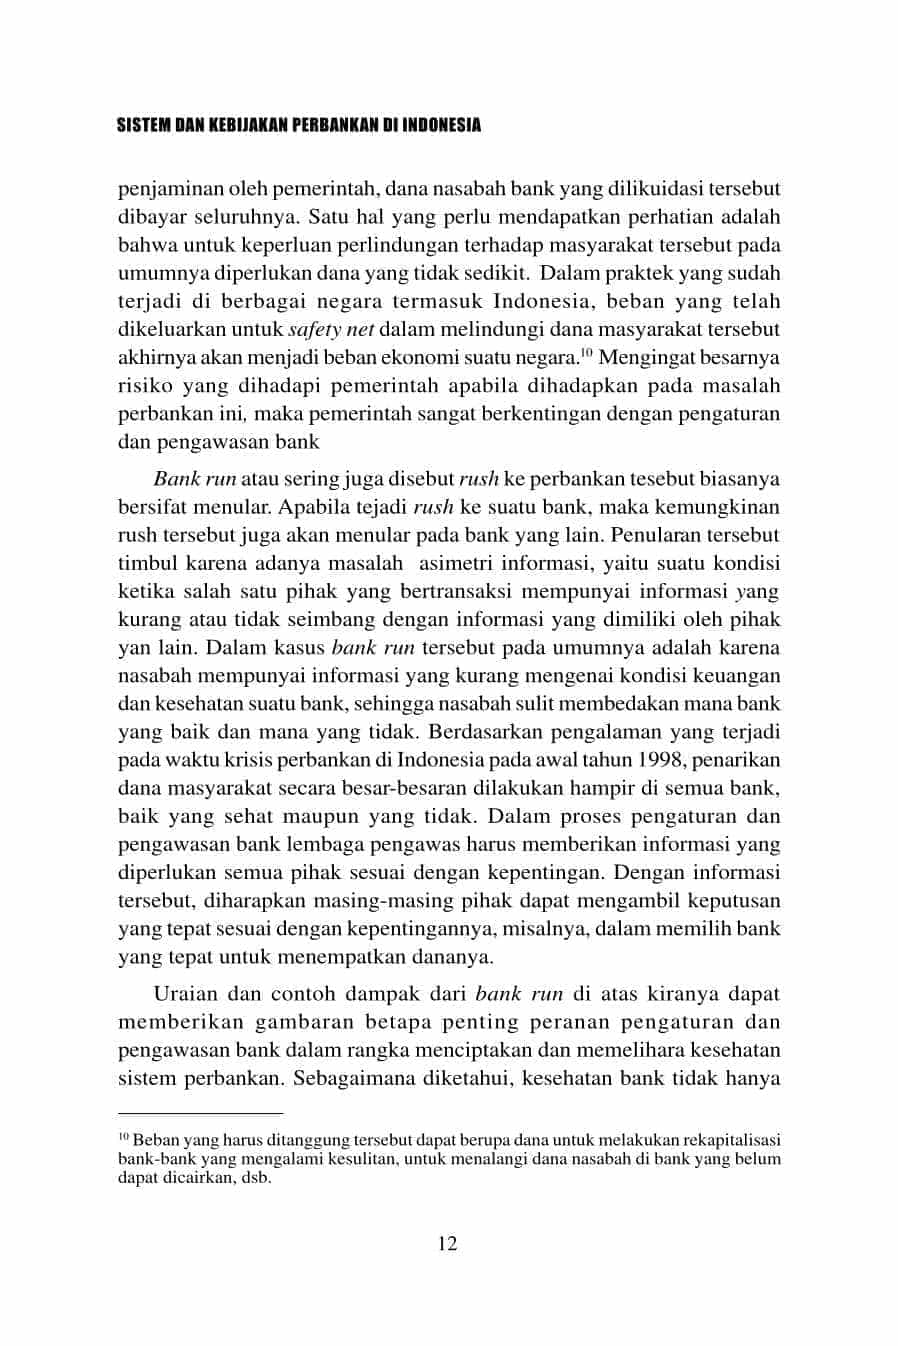 SISTEM DAN KEBIJAKAN PERBANKAN DI INDONESIA
penjaminan oleh pemerintah, dana nasabah bank yang dilikuidasi tersebut
dibayar seluruhnya. Satu hal yang perlu mendapatkan perhatian adalah
bahwa untuk keperluan perlindungan terhadap masyarakat tersebut pada
umumnya diperlukan dana yang tidak sedikit. Dalam praktek yang sudah
terjadi di berbagai negara termasuk Indonesia, beban yang telah
dikeluarkan untuk safety net dalam melindungi dana masyarakat tersebut
akhirnya akan menjadi beban ekonomi suatu negara.¹⁰ Mengingat besarnya
risiko yang dihadapi pemerintah apabila dihadapkan pada masalah
perbankan ini, maka pemerintah sangat berkentingan dengan pengaturan
dan pengawasan bank
Bank run atau sering juga disebut rush ke perbankan tesebut biasanya
bersifat menular. Apabila tejadi rush ke suatu bank, maka kemungkinan
rush tersebut juga akan menular pada bank yang lain. Penularan tersebut
timbul karena adanya masalah asimetri informasi, yaitu suatu kondisi
ketika salah satu pihak yang bertransaksi mempunyai informasi yang
kurang atau tidak seimbang dengan informasi yang dimiliki oleh pihak
yan lain. Dalam kasus bank run tersebut pada umumnya adalah karena
nasabah mempunyai informasi yang kurang mengenai kondisi keuangan
dan kesehatan suatu bank, sehingga nasabah sulit membedakan mana bank
yang baik dan mana yang tidak. Berdasarkan pengalaman yang terjadi
pada waktu krisis perbankan di Indonesia pada awal tahun 1998, penarikan
dana masyarakat secara besar-besaran dilakukan hampir di semua bank,
baik yang sehat maupun yang tidak. Dalam proses pengaturan dan
pengawasan bank lembaga pengawas harus memberikan informasi yang
diperlukan semua pihak sesuai dengan kepentingan. Dengan informasi
tersebut, diharapkan masing-masing pihak dapat mengambil keputusan
yang tepat sesuai dengan kepentingannya, misalnya, dalam memilih bank
yang tepat untuk menempatkan dananya.
Uraian dan contoh dampak dari bank run di atas kiranya dapat
memberikan gambaran betapa penting peranan pengaturan dan
pengawasan bank dalam rangka menciptakan dan memelihara kesehatan
sistem perbankan. Sebagaimana diketahui, kesehatan bank tidak hanya
¹⁰ Beban yang harus ditanggung tersebut dapat berupa dana untuk melakukan rekapitalisasi
bank-bank yang mengalami kesulitan, untuk menalangi dana nasabah di bank yang belum
dapat dicairkan, dsb.
12